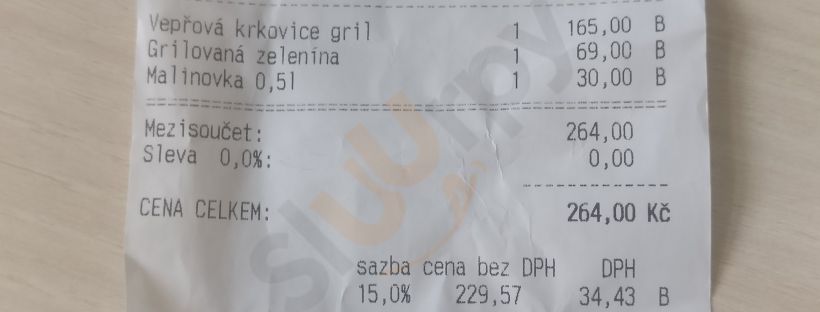 Vepřová krkovice gril 1 165,00 B
Grilovaná zelenina 1 69,00 B
Malinovka 0,5l 1 30,00 B
Mezisoučet: 264,00
Sleva 0,0%: 0,00
CENA CELKEM: 264,00 Kč
sazba cena bez DPH DPH
15,0% 229,57 34,43 B
sluurpy